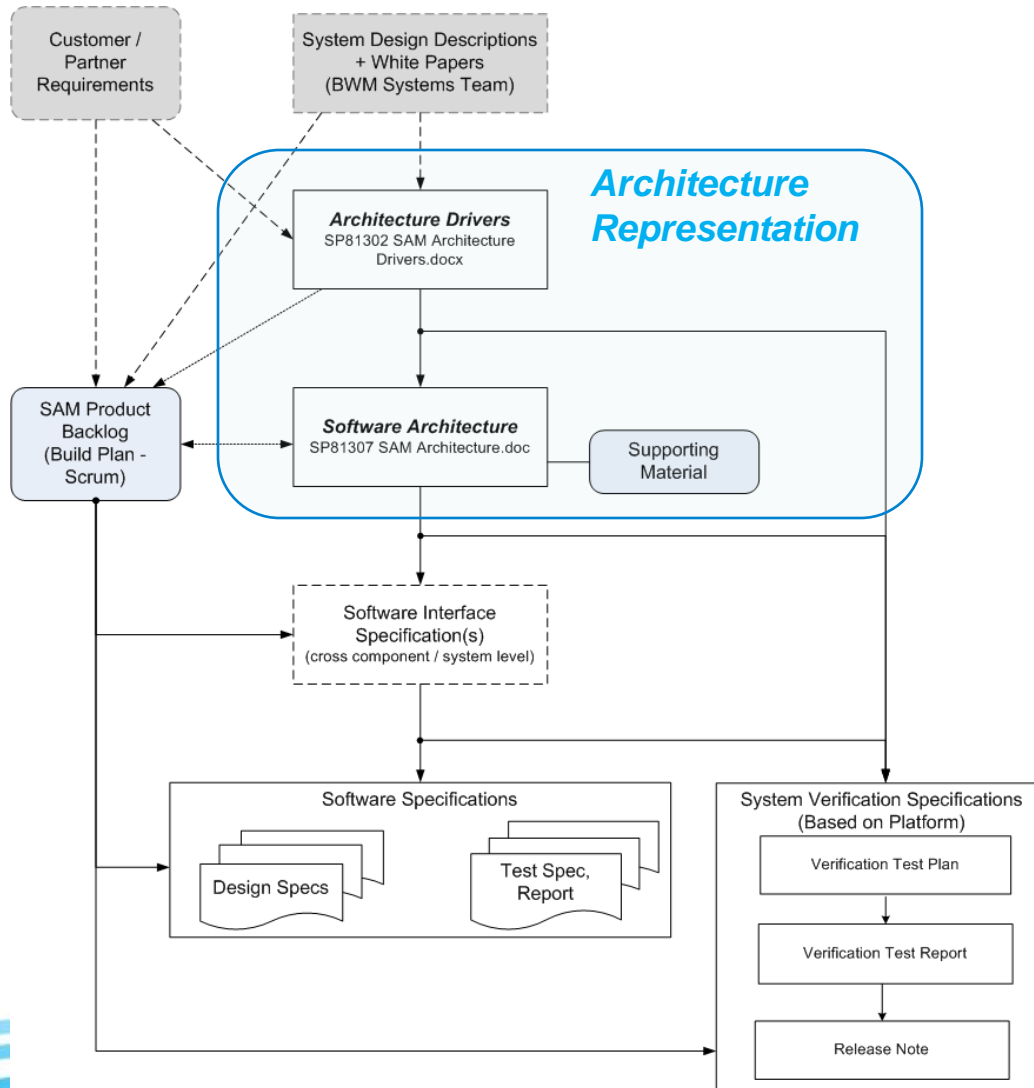 Customer /
Partner
Requirements
System Design Descriptions
+ White Papers
(BWM Systems Team)
Architecture
Representation
Architecture Drivers
SP81302 SAM Architecture
Drivers.docx
SAM Product
Backlog
(Build Plan -
Scrum)
Software Architecture
SP81307 SAM Architecture.doc
Supporting
Material
Software Interface
Specification(s)
(cross component / system level)
Software Specifications
Design Specs
Test Spec,
Report
System Verification Specifications
(Based on Platform)
Verification Test Plan
Verification Test Report
Release Note